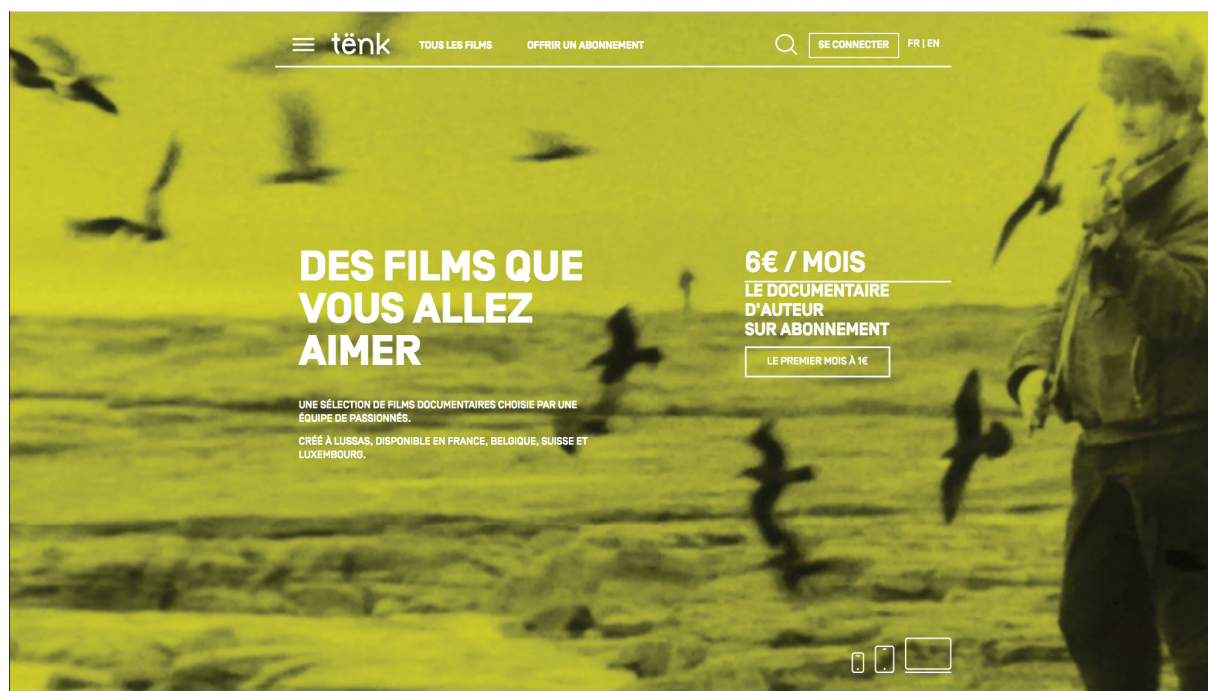 tënk
TOUS LES FILMS
OFFRIR UN ABONNEMENT
SE CONNECTER
FR | EN
DES FILMS QUE
VOUS ALLEZ
AIMER
UNE SÉLECTION DE FILMS DOCUMENTAIRES CHOISIE PAR UNE
ÉQUIPE DE PASSIONNÉS.
CRÉÉ À LUSSAS, DISPONIBLE EN FRANCE, BELGIQUE, SUISSE ET
LUXEMBOURG.
6€ / MOIS
LE DOCUMENTAIRE
D'AUTEUR
SUR ABONNEMENT
LE PREMIER MOIS À 1€